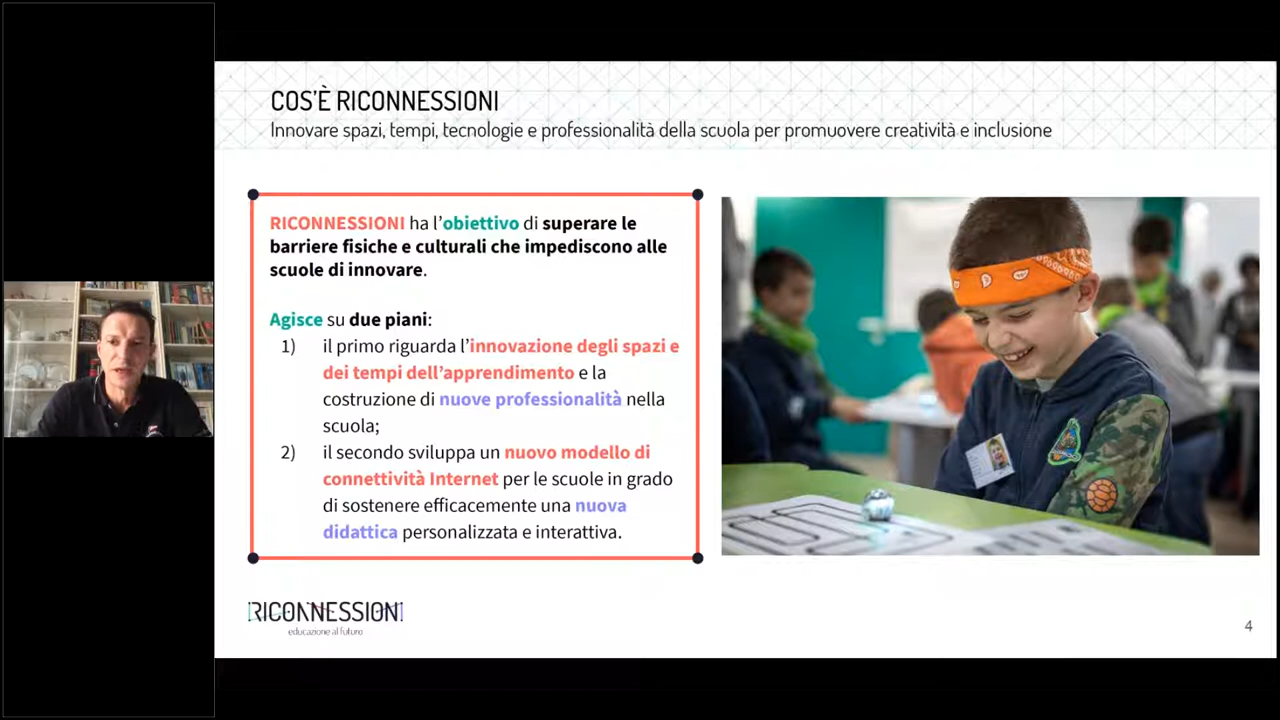 COS'È RICONNESSIONI
Innovare spazi, tempi, tecnologie e professionalità della scuola per promuovere creatività e inclusione
RICONNESSIONI ha l'obiettivo di superare le
barriere fisiche e culturali che impediscono alle
scuole di innovare.
Agisce su due piani:
1) il primo riguarda l'innovazione degli spazi e
dei tempi dell'apprendimento e la
costruzione di nuove professionalità nella
scuola;
2) il secondo sviluppa un nuovo modello di
connettività Internet per le scuole in grado
di sostenere efficacemente una nuova
didattica personalizzata e interattiva.
RICONNESSIONI
educazione al futuro
4